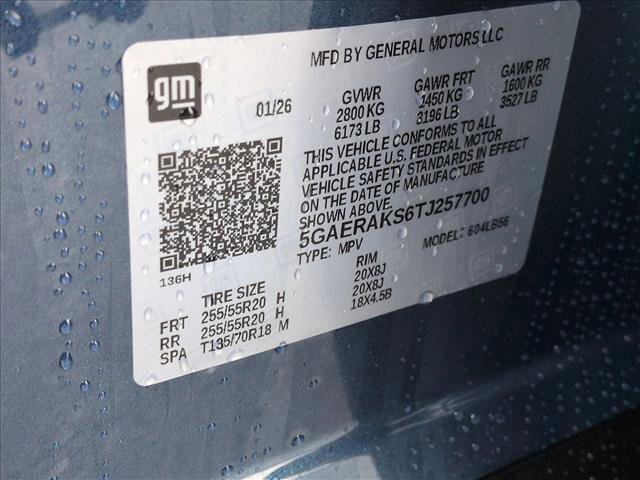 MFD BY GENERAL MOTORS LLC
gm
01/26
GVWR GAWR FRT GAWR RR
2800 KG 1450 KG 1600 KG
6173 LB 3196 LB 3527 LB
THIS VEHICLE CONFORMS TO ALL
APPLICABLE U.S. FEDERAL MOTOR
VEHICLE SAFETY STANDARDS IN EFFECT
ON THE DATE OF MANUFACTURE
SHOWN ABOVE.
5GAERAKS6TJ257700
TYPE: MPV MODEL: 604LB56
136H
TIRE SIZE RIM
FRT 255/55R20 H 20X8J
RR 255/55R20 H 20X8J
SPA T135/70R18 M 18X4.5B